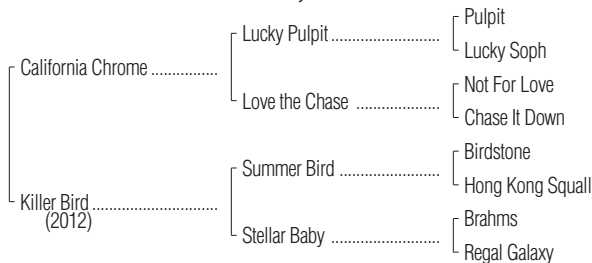 Pulpit
Lucky Pulpit
Lucky Soph
California Chrome
Not For Love
Love the Chase
Chase It Down
Birdstone
Summer Bird
Hong Kong Squall
Killer Bird
(2012)
Brahms
Stellar Baby
Regal Galaxy